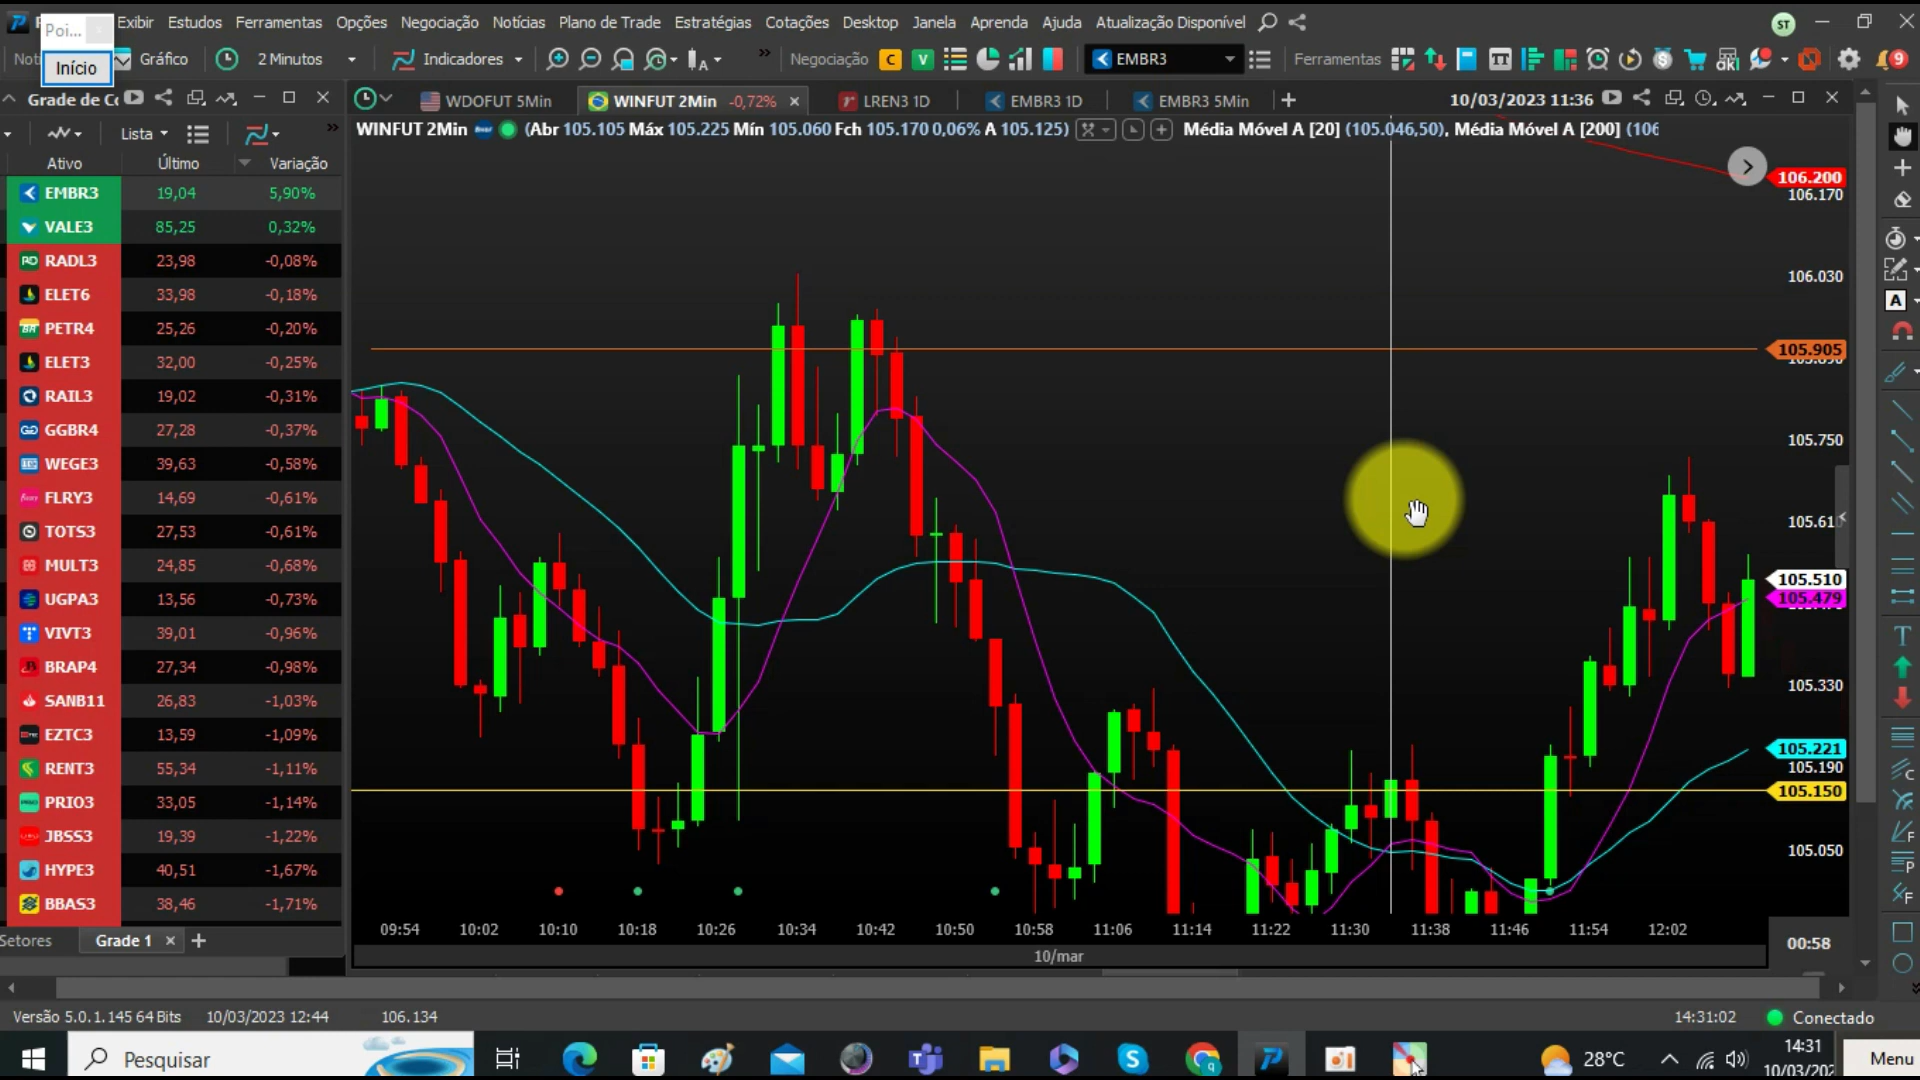 Poi...
Exibir Estudos Ferramentas Opções Negociação Notícias Plano de Trade Estratégias Cotações Desktop Janela Aprenda Ajuda Atualização Disponível ST
Início
Gráfico 2 Minutos Indicadores Negociação C V EMBR3 Ferramentas 9
Grade de
WDOFUT 5Min WINFUT 2Min -0,72% LREN3 1D EMBR3 1D EMBR3 5Min 10/03/2023 11:36
Lista
WINFUT 2Min (Abr 105.105 Máx 105.225 Mín 105.060 Fch 105.170 0,06% A 105.125) Média Móvel A [20] (105.046,50), Média Móvel A [200] (106
Ativo Último Variação
EMBR3 19,04 5,90%
VALE3 85,25 0,32%
RADL3 23,98 -0,08%
ELET6 33,98 -0,18%
PETR4 25,26 -0,20%
ELET3 32,00 -0,25%
RAIL3 19,02 -0,31%
GGBR4 27,28 -0,37%
WEGE3 39,63 -0,58%
FLRY3 14,69 -0,61%
TOTS3 27,53 -0,61%
MULT3 24,85 -0,68%
UGPA3 13,56 -0,73%
VIVT3 39,01 -0,96%
BRAP4 27,34 -0,98%
SANB11 26,83 -1,03%
EZTC3 13,59 -1,09%
RENT3 55,34 -1,11%
PRIO3 33,05 -1,14%
JBSS3 19,39 -1,22%
HYPE3 40,51 -1,67%
BBAS3 38,46 -1,71%
106.200
106.170
106.030
105.905
105.750
105.61
105.510
105.479
105.330
105.221
105.190
105.150
105.050
09:54 10:02 10:10 10:18 10:26 10:34 10:42 10:50 10:58 11:06 11:14 11:22 11:30 11:38 11:46 11:54 12:02
00:58
10/mar
Setores Grade 1
Versão 5.0.1.145 64 Bits 10/03/2023 12:44 106.134 14:31:02 Conectado
Pesquisar 28°C 14:31
10/03/202
Menu